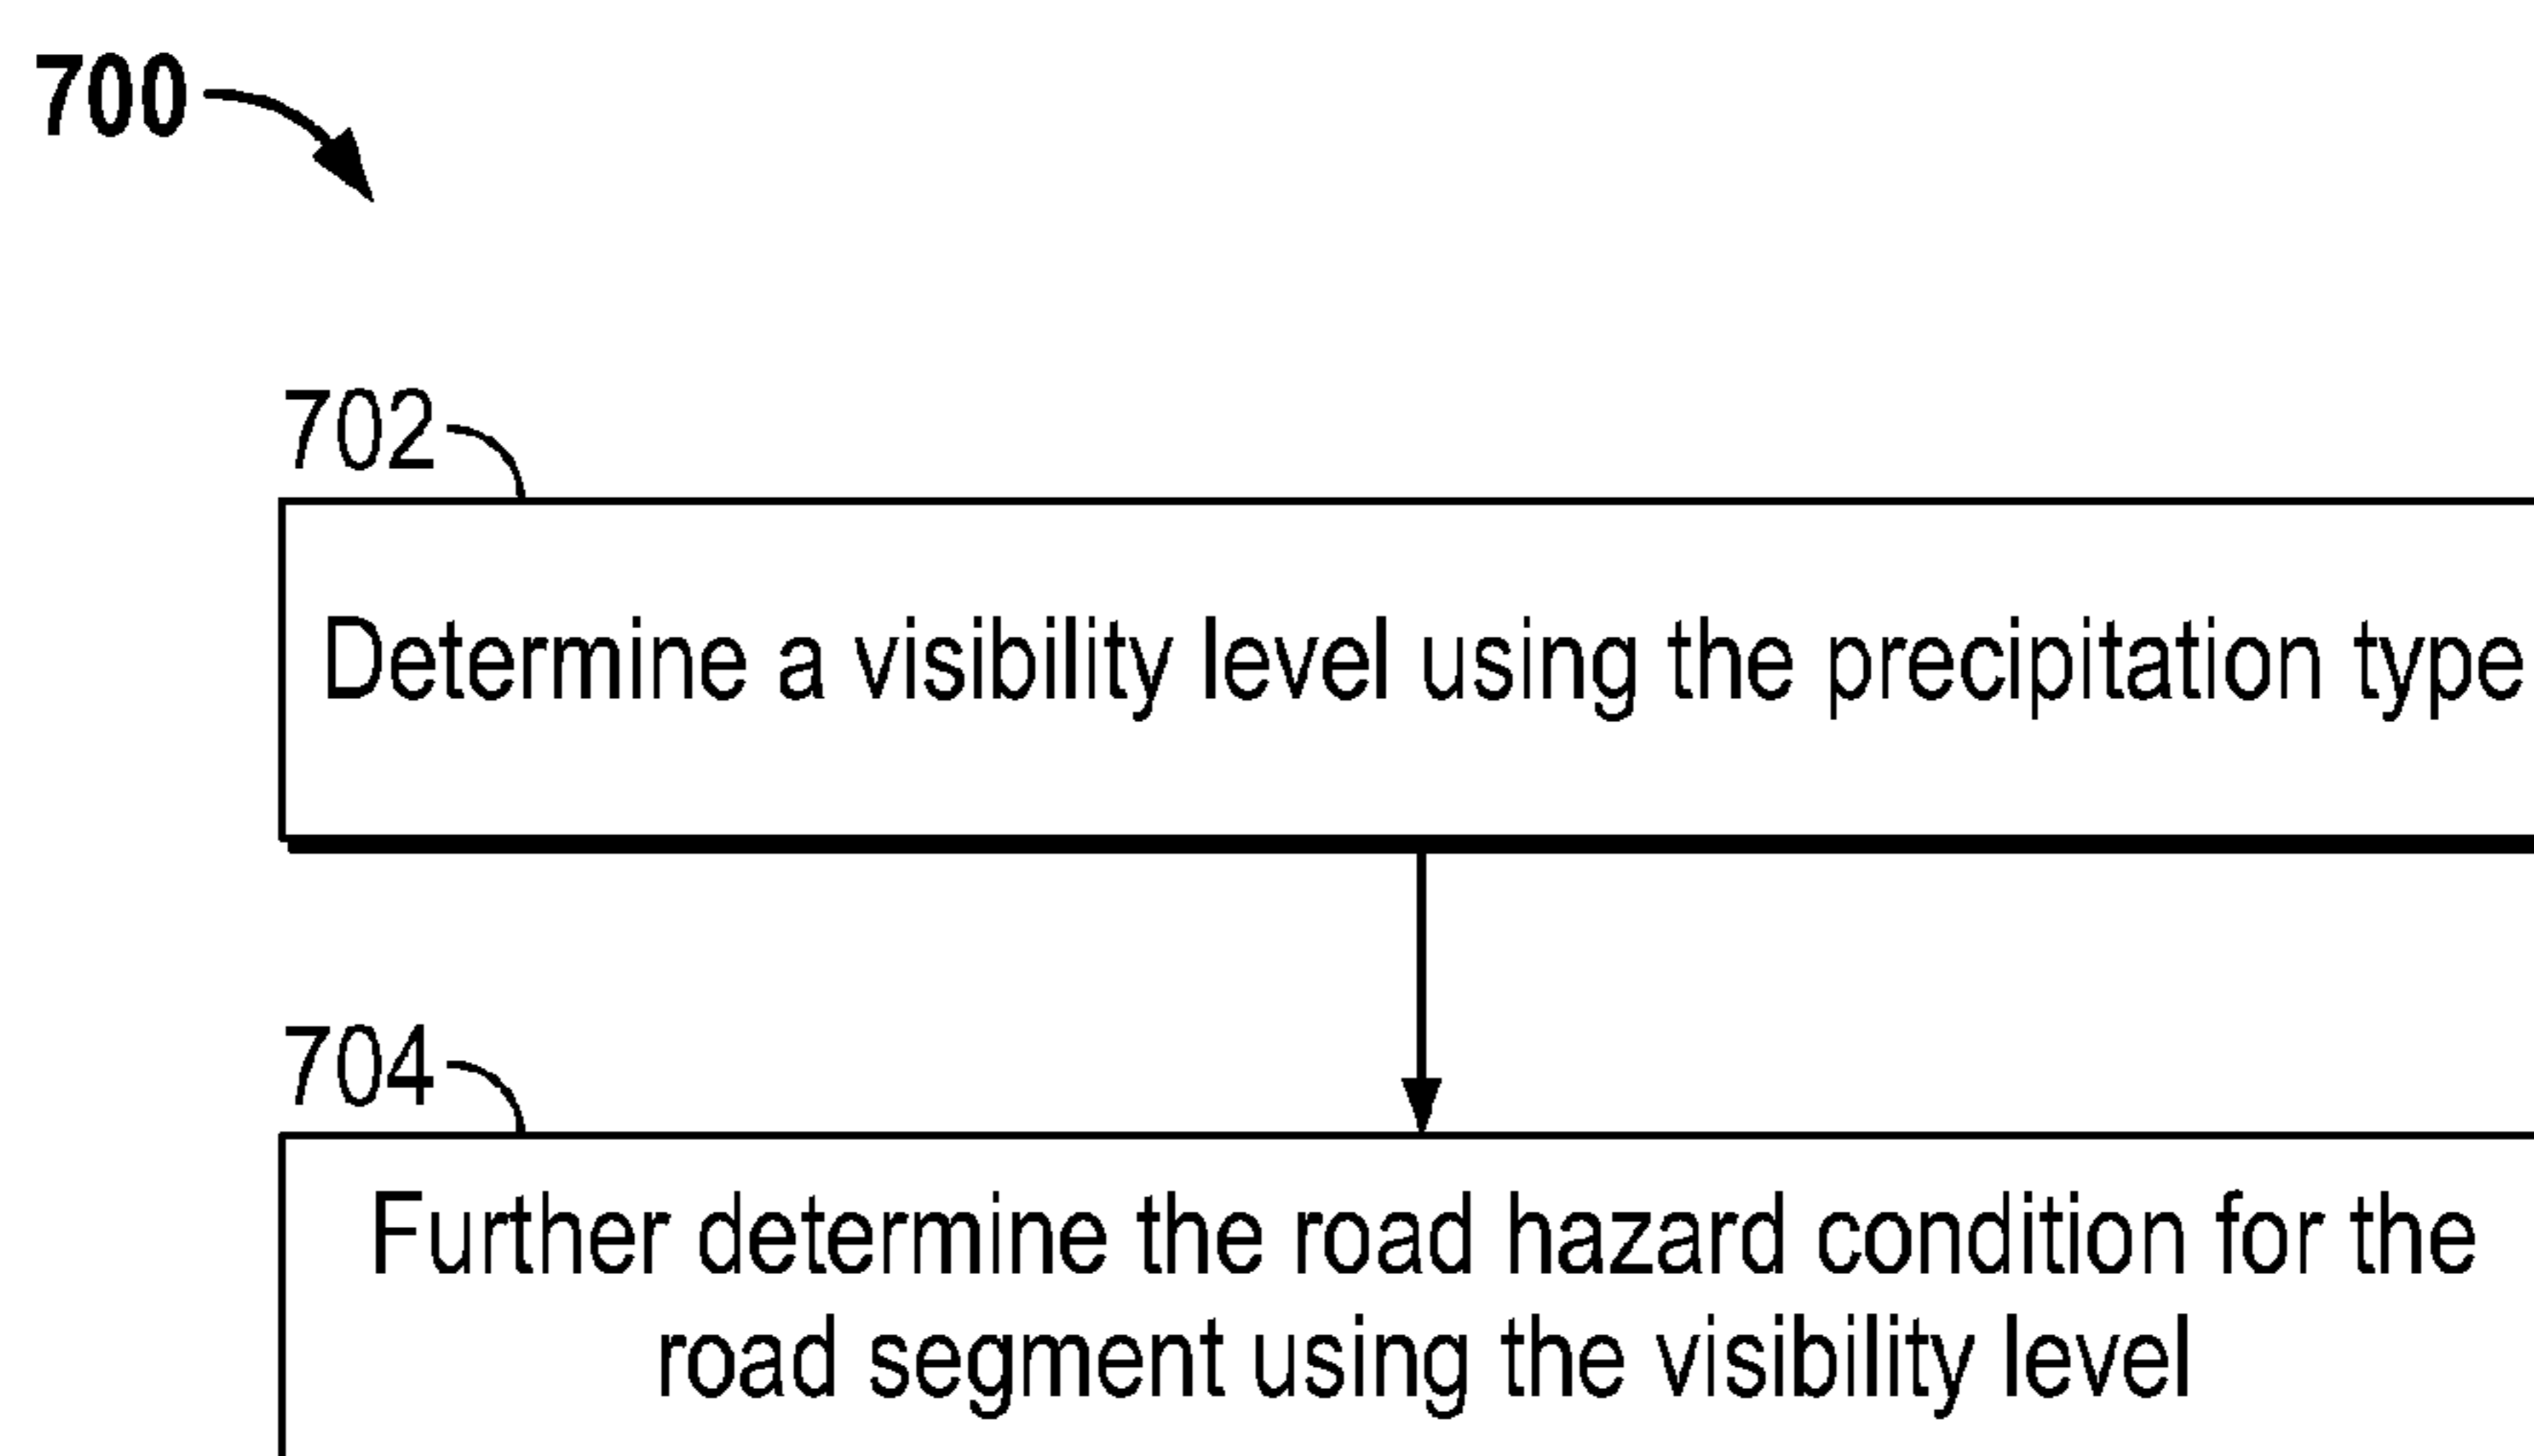 700
702
Determine a visibility level using the precipitation type
704
Further determine the road hazard condition for the
road segment using the visibility level